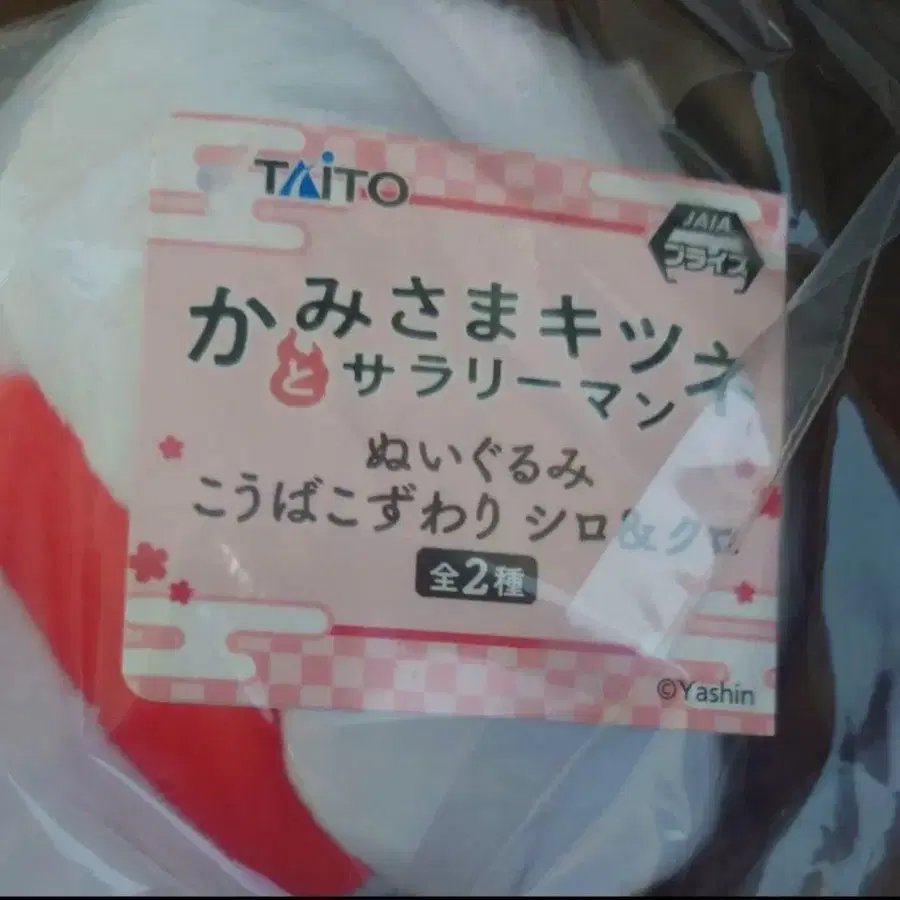 TAITO
JAIA
プライズ
かみさまキツネ
とサラリーマン
ぬいぐるみ
こうばこずわり シロ&クロ
全2種
©Yashin